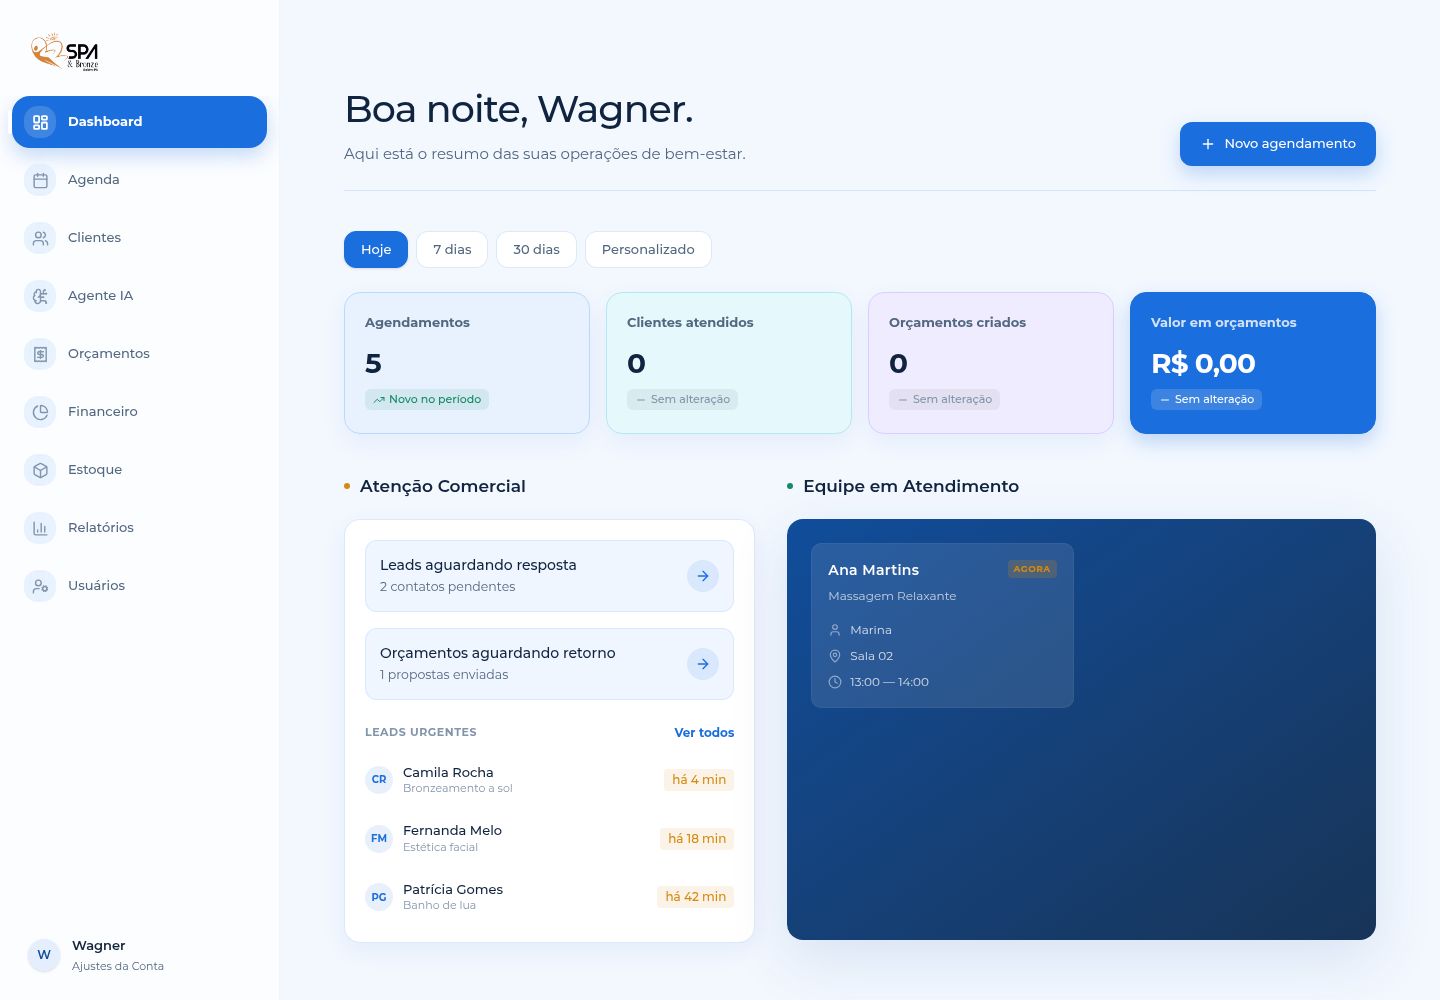 SPA
& Bronze
Dashboard
Agenda
Clientes
Agente IA
Orçamentos
Financeiro
Estoque
Relatórios
Usuários
W
Wagner
Ajustes da Conta
Boa noite, Wagner.
Aqui está o resumo das suas operações de bem-estar.
Novo agendamento
Hoje
7 dias
30 dias
Personalizado
Agendamentos
5
Novo no período
Clientes atendidos
0
Sem alteração
Orçamentos criados
0
Sem alteração
Valor em orçamentos
R$ 0,00
Sem alteração
Atenção Comercial
Leads aguardando resposta
2 contatos pendentes
Orçamentos aguardando retorno
1 propostas enviadas
LEADS URGENTES
Ver todos
CR
Camila Rocha
Bronzeamento a sol
há 4 min
FM
Fernanda Melo
Estética facial
há 18 min
PG
Patrícia Gomes
Banho de lua
há 42 min
Equipe em Atendimento
Ana Martins
AGORA
Massagem Relaxante
Marina
Sala 02
13:00 — 14:00